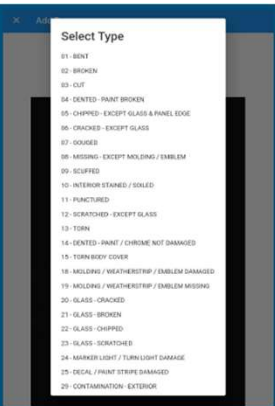 Ad
Select Type
01 - BENT
02 - BROKEN
03 - CUT
04 - DENTED - PAINT BROKEN
05 - CHIPPED - EXCEPT GLASS & PANEL EDGE
06 - CRACKED - EXCEPT GLASS
07 - GOUGED
08 - MISSING - EXCEPT MOLDING / EMBLEM
09 - SCUFFED
10 - INTERIOR STAINED / SOILED
11 - PUNCTURED
12 - SCRATCHED - EXCEPT GLASS
13 - TORN
14 - DENTED - PAINT / CHROME NOT DAMAGED
15 - TORN BODY COVER
18 - MOLDING / WEATHERSTRIP / EMBLEM DAMAGED
19 - MOLDING / WEATHERSTRIP / EMBLEM MISSING
20 - GLASS - CRACKED
21 - GLASS - BROKEN
22 - GLASS - CHIPPED
23 - GLASS - SCRATCHED
24 - MARKER LIGHT / TURN LIGHT DAMAGE
25 - DECAL / PAINT STRIPE DAMAGED
29 - CONTAMINATION - EXTERIOR